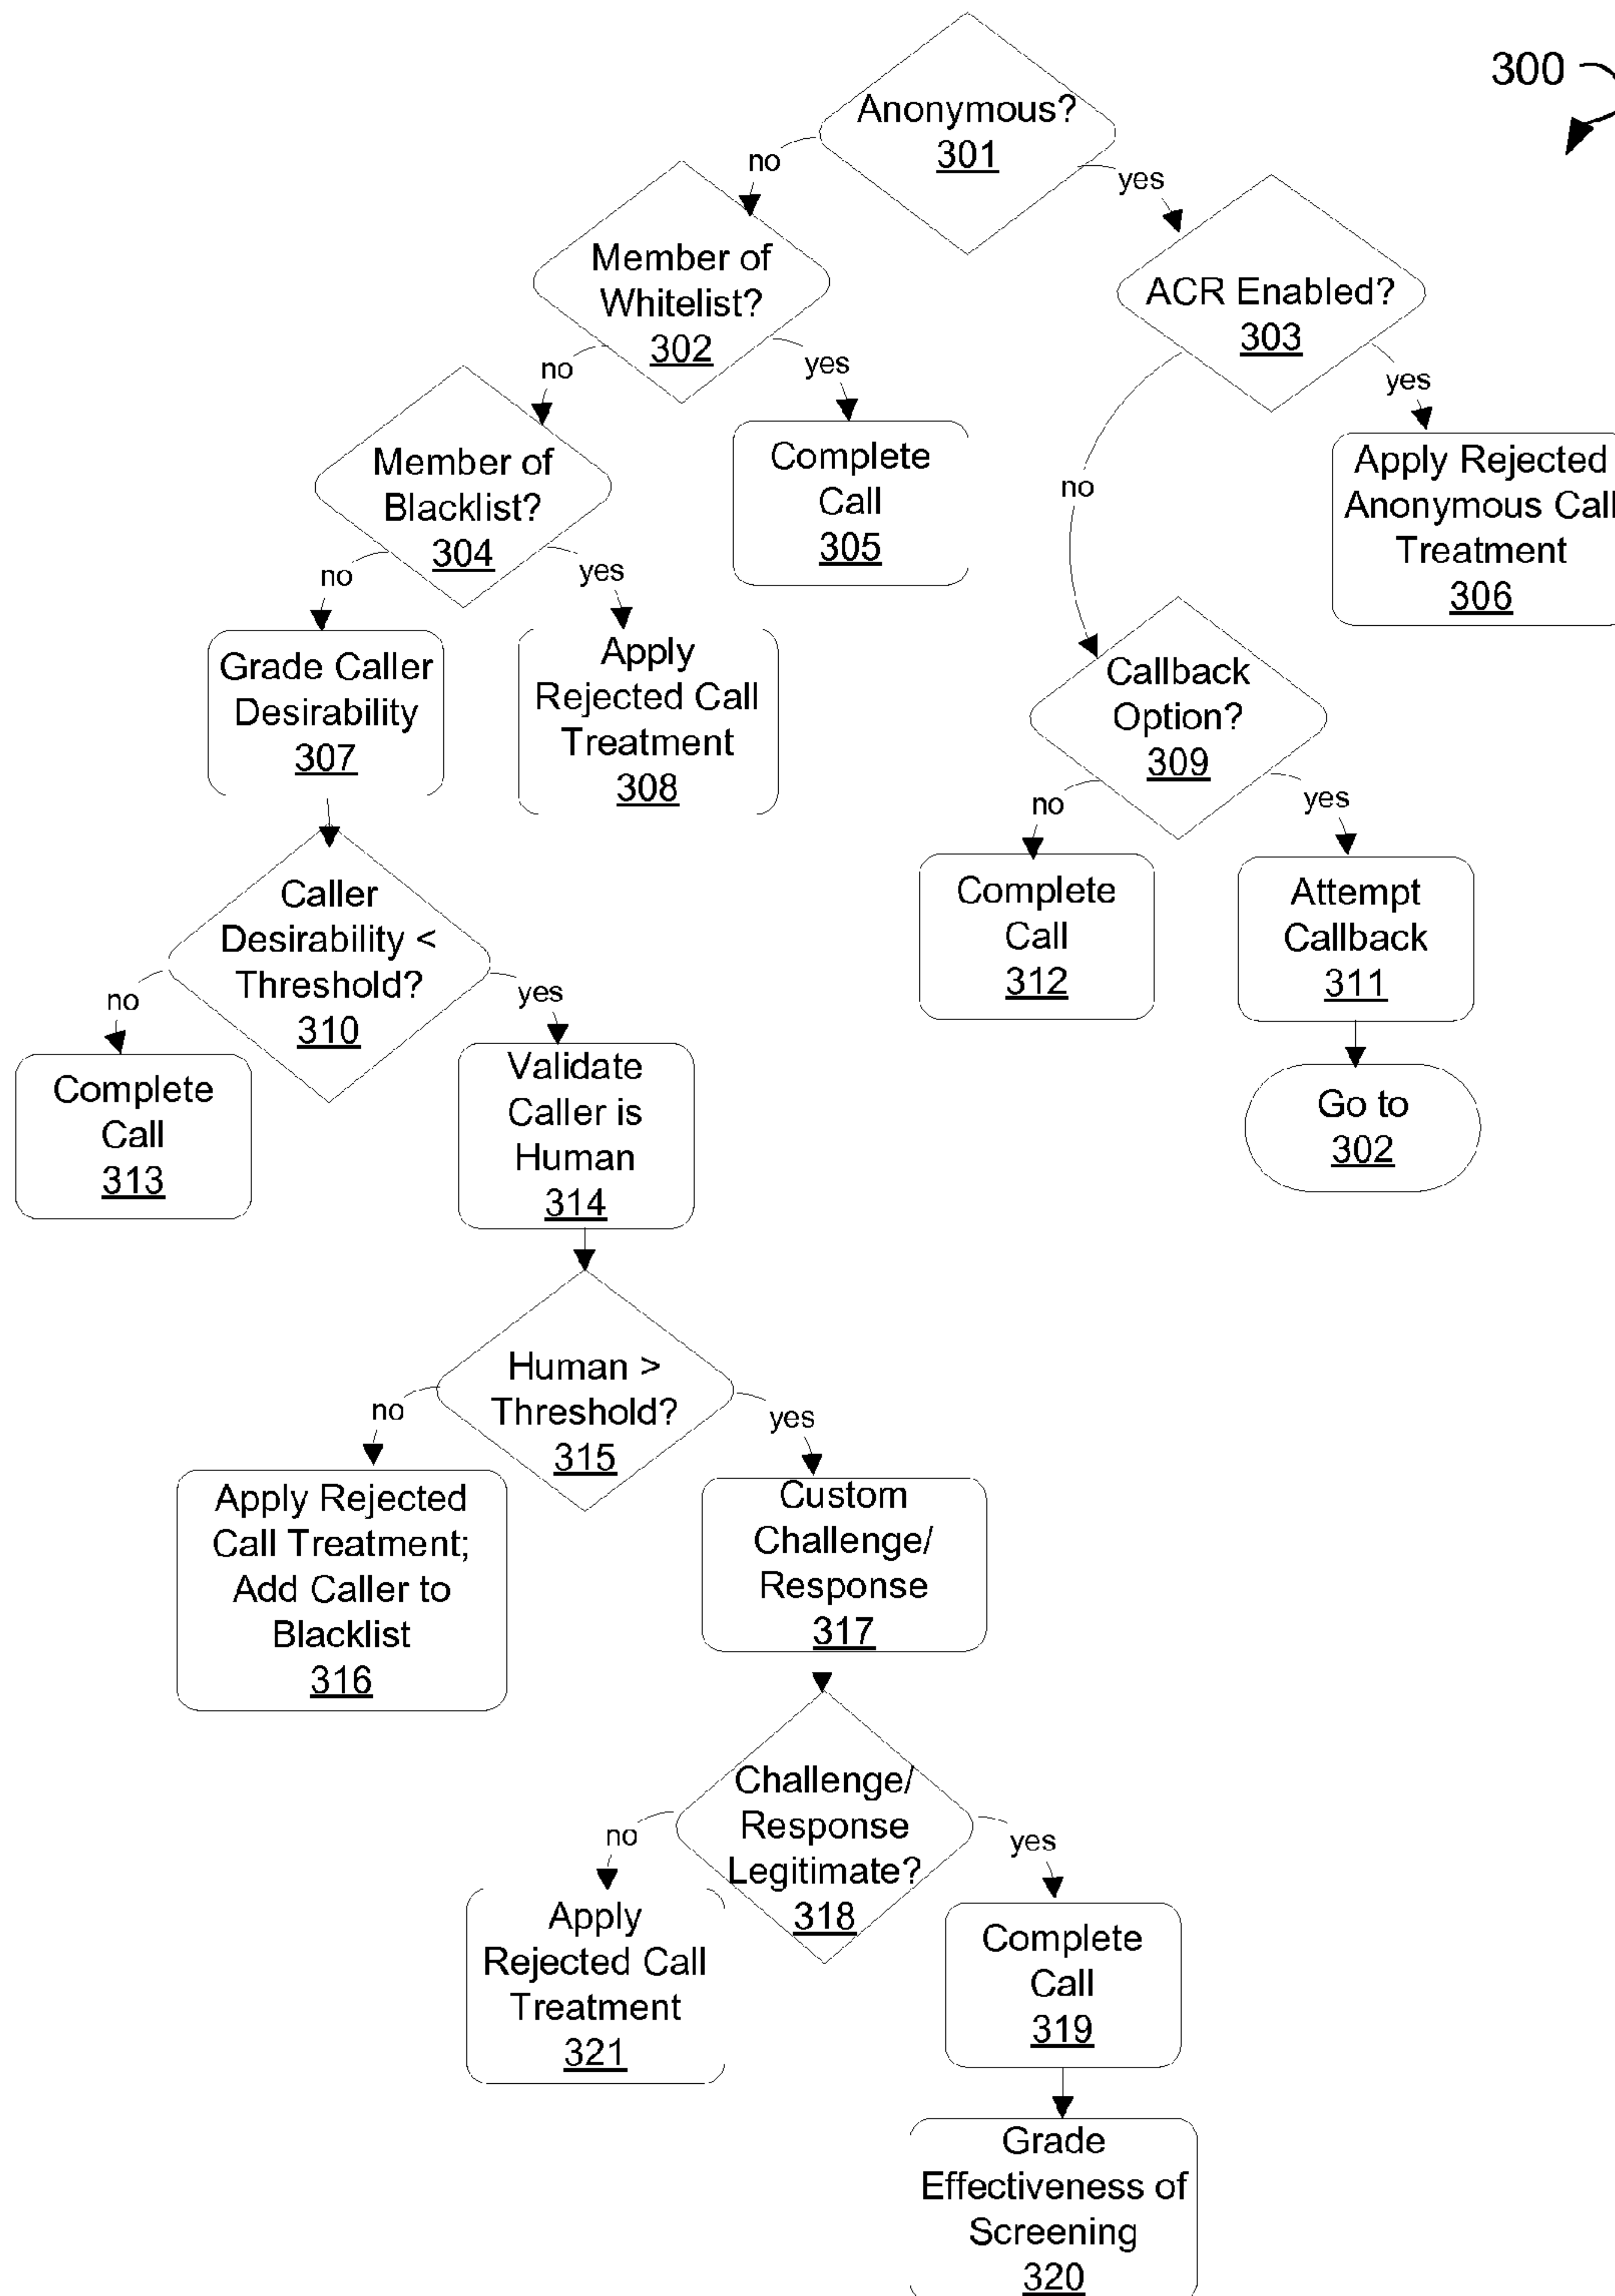 300
Anonymous?
301
no
yes
Member of
Whitelist?
302
ACR Enabled?
303
no
yes
yes
Member of
Blacklist?
304
Complete
Call
305
no
Apply Rejected
Anonymous Call
Treatment
306
no
yes
Grade Caller
Desirability
307
Apply
Rejected Call
Treatment
308
Callback
Option?
309
no
yes
Caller
Desirability <
Threshold?
310
Complete
Call
312
Attempt
Callback
311
no
yes
Complete
Call
313
Validate
Caller is
Human
314
Go to
302
Human >
Threshold?
315
no
yes
Apply Rejected
Call Treatment;
Add Caller to
Blacklist
316
Custom
Challenge/
Response
317
Challenge/
Response
Legitimate?
318
no
yes
Apply
Rejected Call
Treatment
321
Complete
Call
319
Grade
Effectiveness of
Screening
320